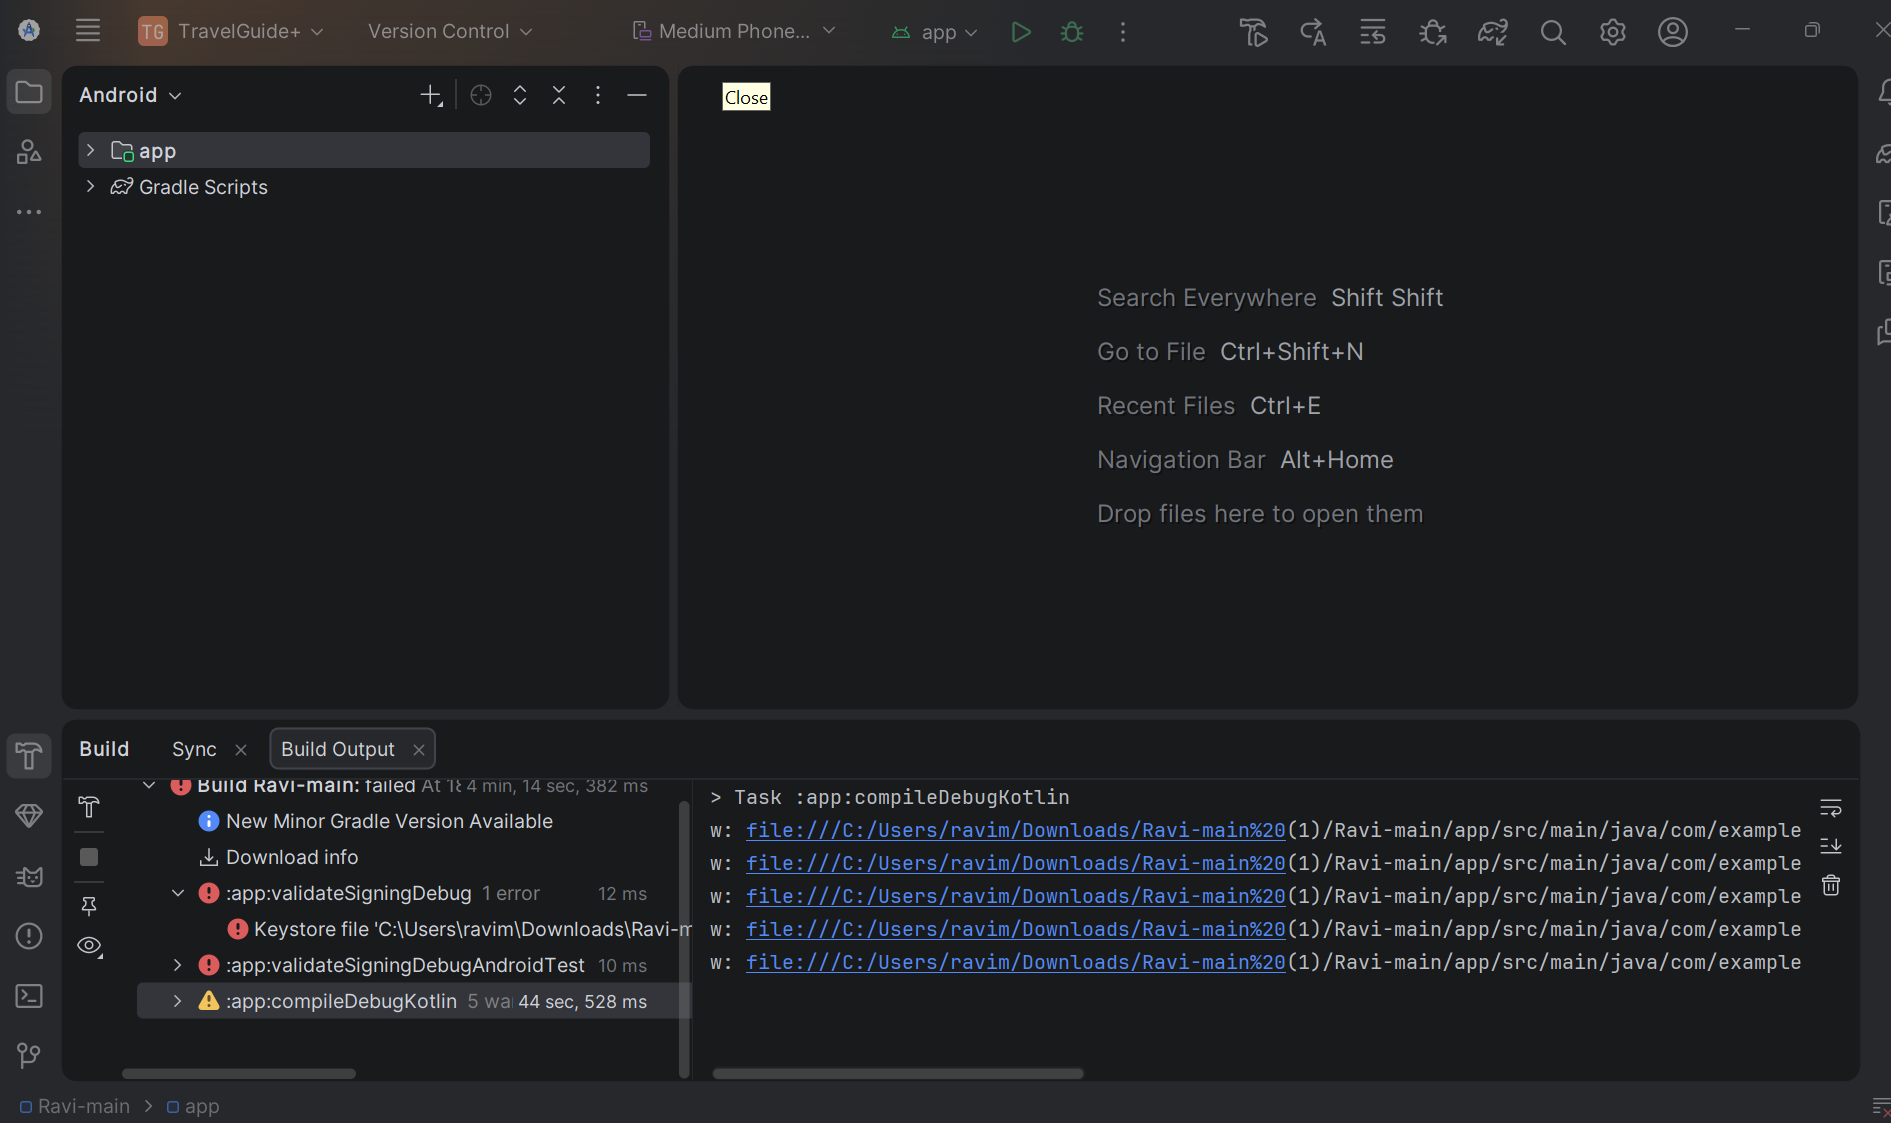 TG TravelGuide+
Version Control
Medium Phone...
app
Android
Close
app
Gradle Scripts
Search Everywhere Shift Shift
Go to File Ctrl+Shift+N
Recent Files Ctrl+E
Navigation Bar Alt+Home
Drop files here to open them
Build
Sync
Build Output
Build Ravi-main: failed At 18 4 min, 14 sec, 382 ms
New Minor Gradle Version Available
Download info
:app:validateSigningDebug 1 error 12 ms
Keystore file 'C:\Users\ravim\Downloads\Ravi-m
:app:validateSigningDebugAndroidTest 10 ms
:app:compileDebugKotlin 5 wa 44 sec, 528 ms
> Task :app:compileDebugKotlin
w: file:///C:/Users/ravim/Downloads/Ravi-main%20(1)/Ravi-main/app/src/main/java/com/example
w: file:///C:/Users/ravim/Downloads/Ravi-main%20(1)/Ravi-main/app/src/main/java/com/example
w: file:///C:/Users/ravim/Downloads/Ravi-main%20(1)/Ravi-main/app/src/main/java/com/example
w: file:///C:/Users/ravim/Downloads/Ravi-main%20(1)/Ravi-main/app/src/main/java/com/example
w: file:///C:/Users/ravim/Downloads/Ravi-main%20(1)/Ravi-main/app/src/main/java/com/example
Ravi-main > app